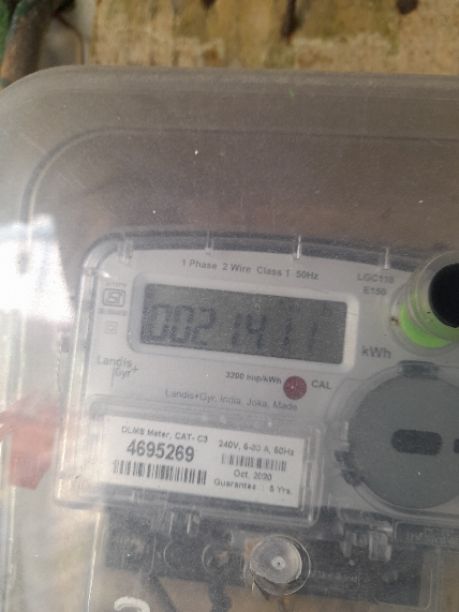 1 Phase 2 Wire Class 1 50Hz
LGC110
E150
0021411
kWh
Landis
Gyr+
3200 imp/kWh
CAL
Landis+Gyr, India, Joka, Made
DLMS Meter, CAT- C3
4695269
240V, 5-30 A, 50Hz
Oct, 2020
Guarantee : 5 Yrs.